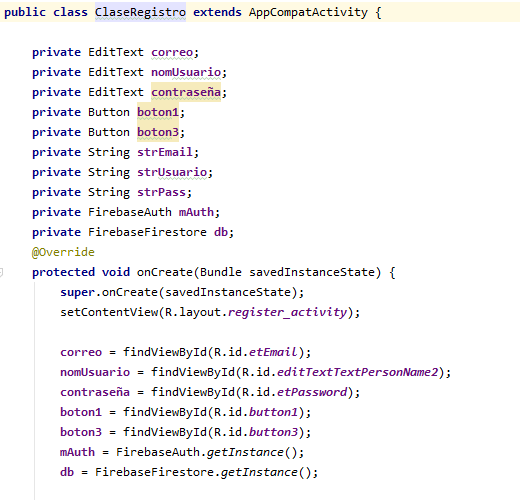 public class ClaseRegistro extends AppCompatActivity {
private EditText correo;
private EditText nomUsuario;
private EditText contraseña;
private Button boton1;
private Button boton3;
private String strEmail;
private String strUsuario;
private String strPass;
private FirebaseAuth mAuth;
private FirebaseFirestore db;
@Override
protected void onCreate(Bundle savedInstanceState) {
super.onCreate(savedInstanceState);
setContentView(R.layout.register_activity);
correo = findViewById(R.id.etEmail);
nomUsuario = findViewById(R.id.editTextTextPersonName2);
contraseña = findViewById(R.id.etPassword);
boton1 = findViewById(R.id.button1);
boton3 = findViewById(R.id.button3);
mAuth = FirebaseAuth.getInstance();
db = FirebaseFirestore.getInstance();